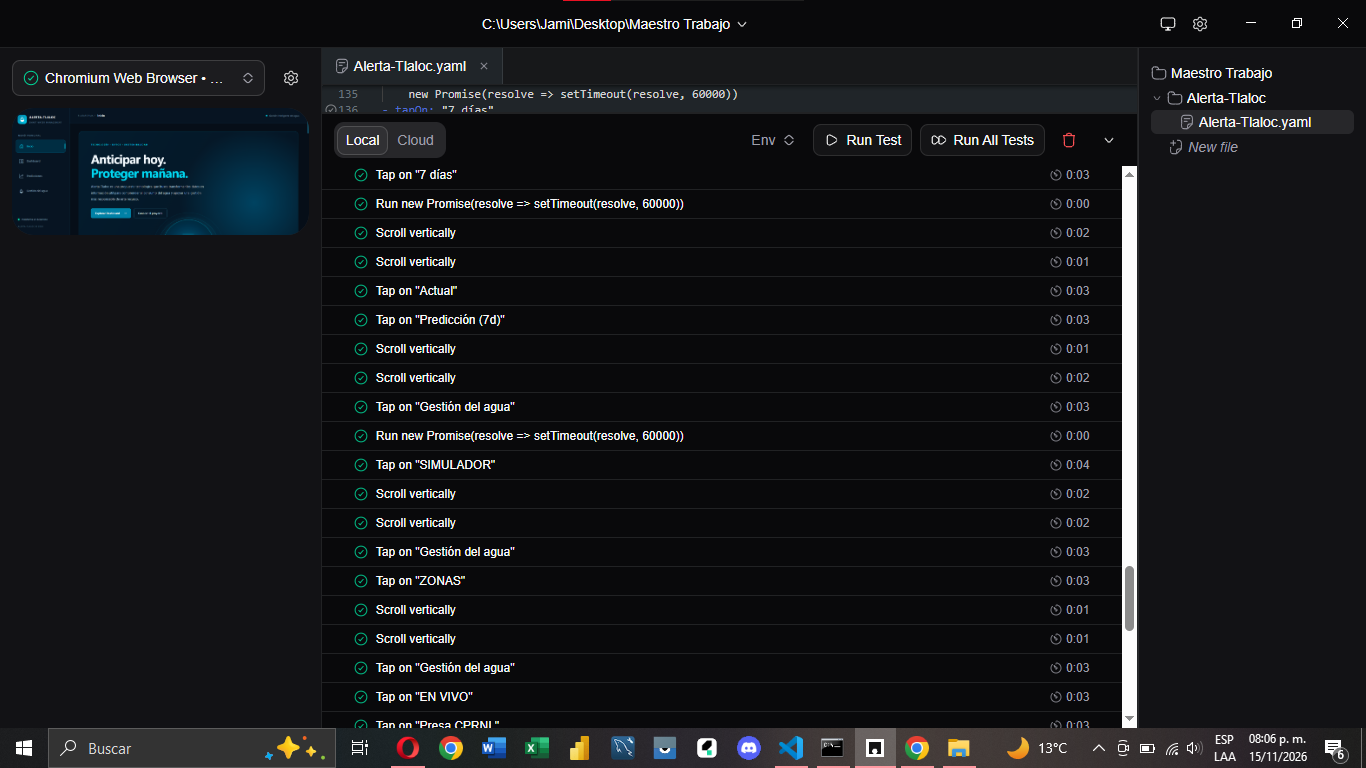 C:\Users\Jami\Desktop\Maestro Trabajo
Chromium Web Browser • ...
Alerta-Tlaloc.yaml
Maestro Trabajo
Alerta-Tlaloc
Alerta-Tlaloc.yaml
New file
135 new Promise(resolve => setTimeout(resolve, 60000))
136 - tapOn: "7 días"
Local
Cloud
Env
Run Test
Run All Tests
Anticipar hoy.
Proteger mañana.
Tap on "7 días" 0:03
Run new Promise(resolve => setTimeout(resolve, 60000)) 0:00
Scroll vertically 0:02
Scroll vertically 0:01
Tap on "Actual" 0:03
Tap on "Predicción (7d)" 0:03
Scroll vertically 0:01
Scroll vertically 0:02
Tap on "Gestión del agua" 0:03
Run new Promise(resolve => setTimeout(resolve, 60000)) 0:00
Tap on "SIMULADOR" 0:04
Scroll vertically 0:02
Scroll vertically 0:02
Tap on "Gestión del agua" 0:03
Tap on "ZONAS" 0:03
Scroll vertically 0:01
Scroll vertically 0:01
Tap on "Gestión del agua" 0:03
Tap on "EN VIVO" 0:03
Tap on "Presa CPRNL" 0:03
Buscar
13°C
ESP
LAA
08:06 p. m.
15/11/2026
6